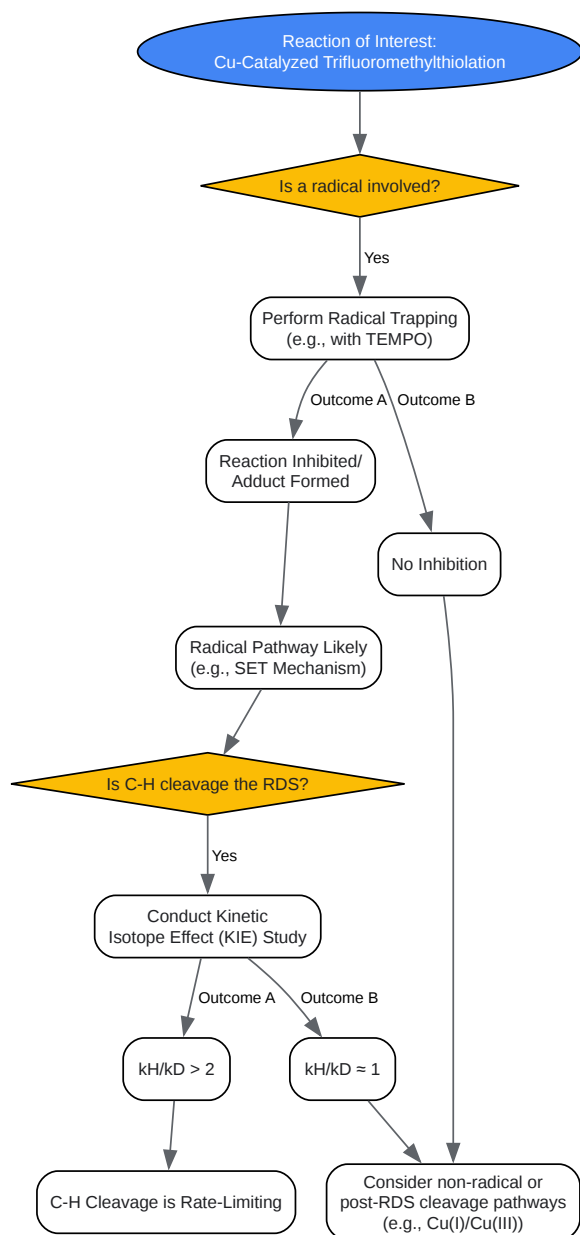 Reaction of Interest:
Cu-Catalyzed Trifluoromethylthiolation
Is a radical involved?
Yes
Perform Radical Trapping
(e.g., with TEMPO)
Outcome A
Outcome B
Reaction Inhibited/
Adduct Formed
No Inhibition
Radical Pathway Likely
(e.g., SET Mechanism)
Is C-H cleavage the RDS?
Yes
Conduct Kinetic
Isotope Effect (KIE) Study
Outcome A
Outcome B
kH/kD > 2
kH/kD ≈ 1
C-H Cleavage is Rate-Limiting
Consider non-radical or
post-RDS cleavage pathways
(e.g., Cu(I)/Cu(III))